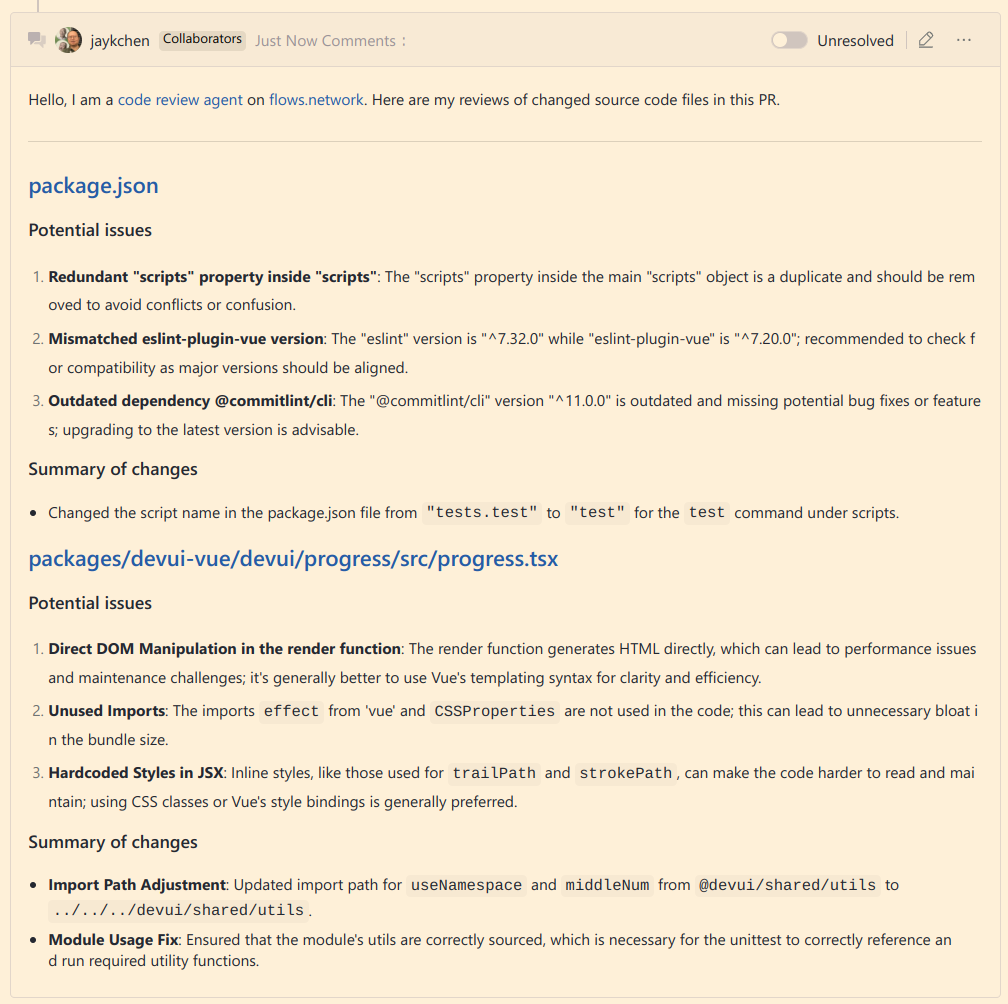 jaykchen Collaborators Just Now Comments : Unresolved
Hello, I am a code review agent on flows.network. Here are my reviews of changed source code files in this PR.
package.json
Potential issues
1. Redundant "scripts" property inside "scripts": The "scripts" property inside the main "scripts" object is a duplicate and should be rem
oved to avoid conflicts or confusion.
2. Mismatched eslint-plugin-vue version: The "eslint" version is "^7.32.0" while "eslint-plugin-vue" is "^7.20.0"; recommended to check f
or compatibility as major versions should be aligned.
3. Outdated dependency @commitlint/cli: The "@commitlint/cli" version "^11.0.0" is outdated and missing potential bug fixes or feature
s; upgrading to the latest version is advisable.
Summary of changes
• Changed the script name in the package.json file from "tests.test" to "test" for the test command under scripts.
packages/devui-vue/devui/progress/src/progress.tsx
Potential issues
1. Direct DOM Manipulation in the render function: The render function generates HTML directly, which can lead to performance issues
and maintenance challenges; it's generally better to use Vue's templating syntax for clarity and efficiency.
2. Unused Imports: The imports effect from 'vue' and CSSProperties are not used in the code; this can lead to unnecessary bloat i
n the bundle size.
3. Hardcoded Styles in JSX: Inline styles, like those used for trailPath and strokePath, can make the code harder to read and mai
ntain; using CSS classes or Vue's style bindings is generally preferred.
Summary of changes
• Import Path Adjustment: Updated import path for useNamespace and middleNum from @devui/shared/utils to
../../../devui/shared/utils.
• Module Usage Fix: Ensured that the module's utils are correctly sourced, which is necessary for the unittest to correctly reference an
d run required utility functions.